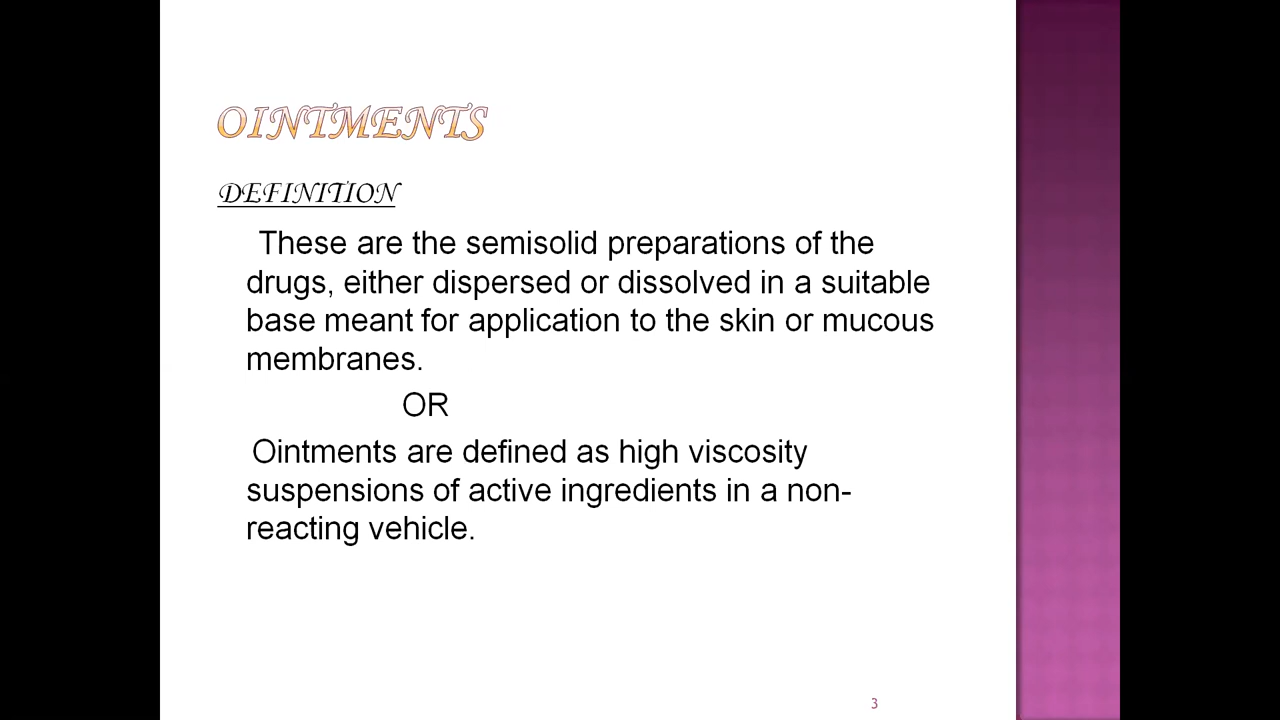 OINTMENTS
DEFINITION
These are the semisolid preparations of the
drugs, either dispersed or dissolved in a suitable
base meant for application to the skin or mucous
membranes.
OR
Ointments are defined as high viscosity
suspensions of active ingredients in a non-
reacting vehicle.
3